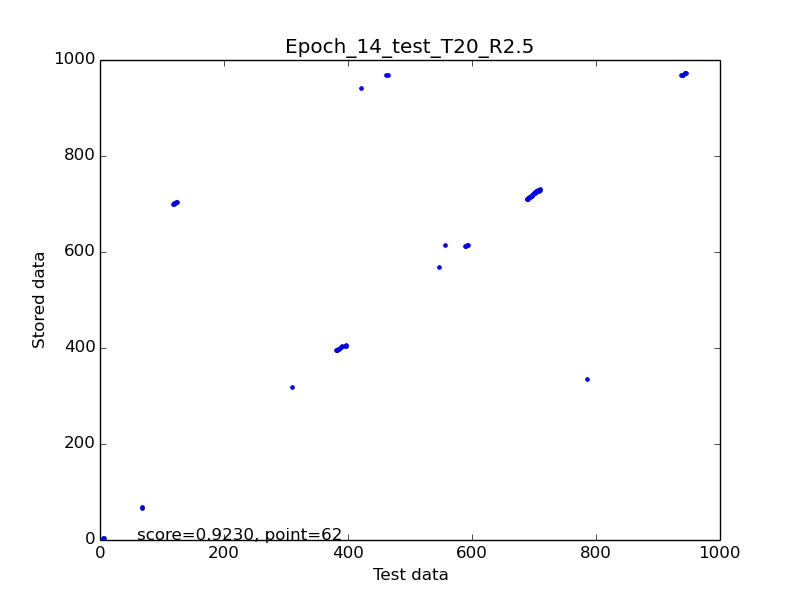 Epoch_14_test_T20_R2.5
1000
800
600
400
200
0
Stored data
score=0.9230, point=62
0 200 400 600 800 1000
Test data